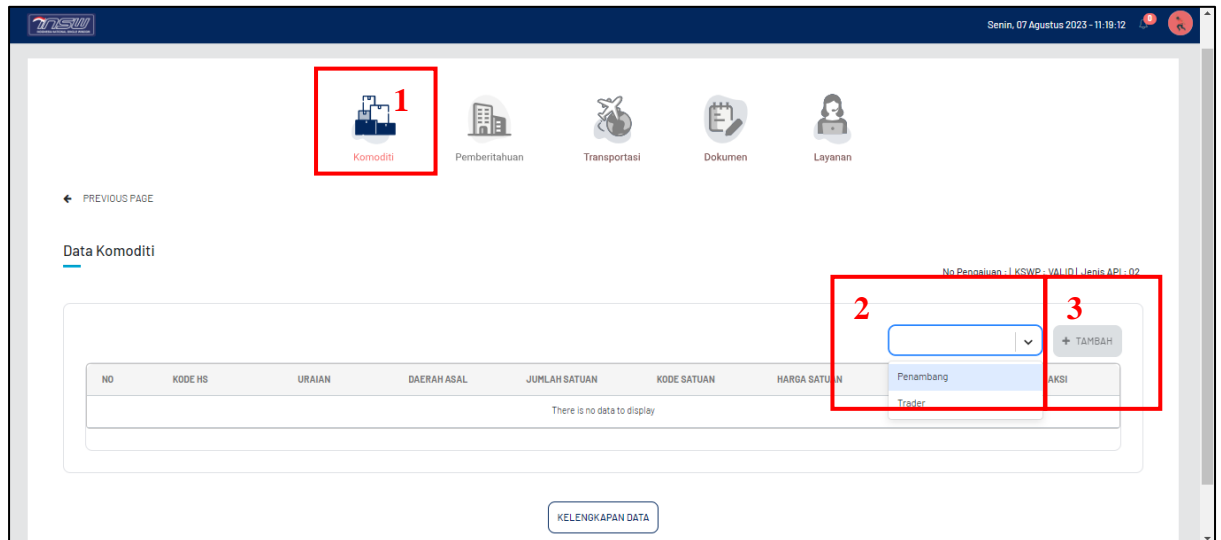 TNSW
Senin, 07 Agustus 2023 - 11:19:12
0
1
Komoditi
Pemberitahuan
Transportasi
Dokumen
Layanan
PREVIOUS PAGE
Data Komoditi
No Pengajuan : | KSWP : VALID | Jenis API : 02
2
3
+ TAMBAH
NO KODE HS URAIAN DAERAH ASAL JUMLAH SATUAN KODE SATUAN HARGA SATUAN AKSI
Penambang
Trader
There is no data to display
KELENGKAPAN DATA